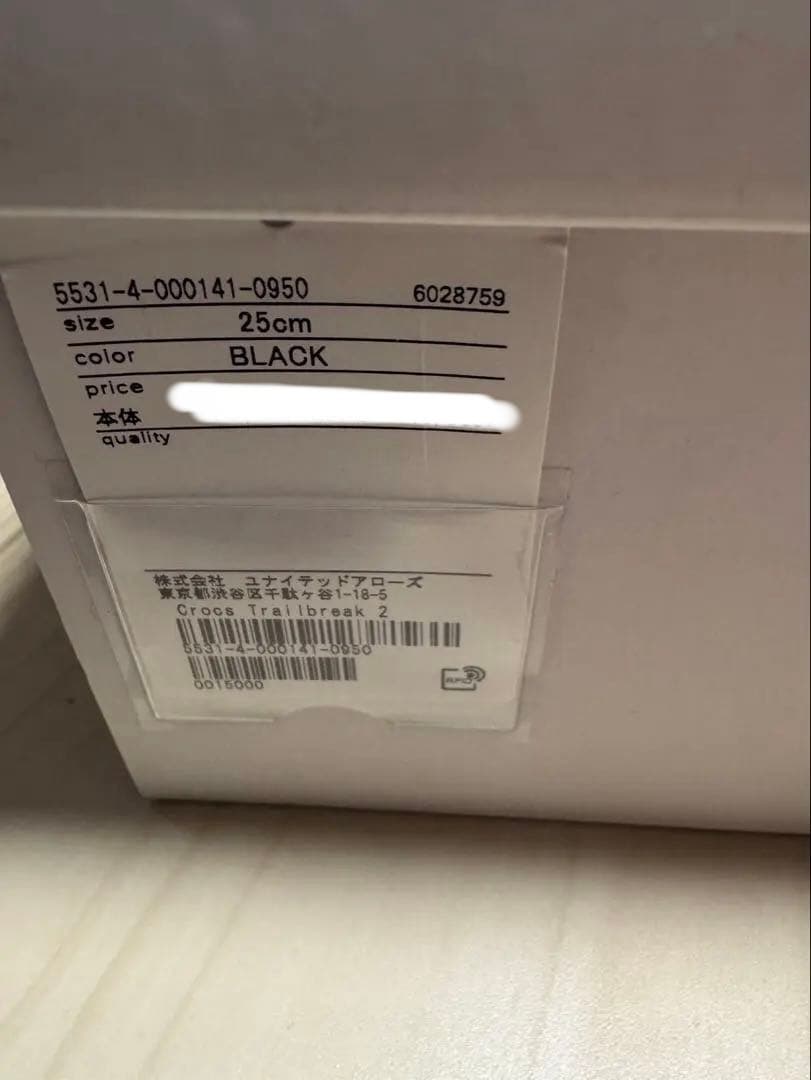 5531-4-000141-0950 6028759
size 25cm
color BLACK
price
本体
quality
株式会社 ユナイテッドアローズ
東京都渋谷区千駄ヶ谷1-18-5
Crocs Trailbreak 2
5531-4-000141-0950
0015000
RFID